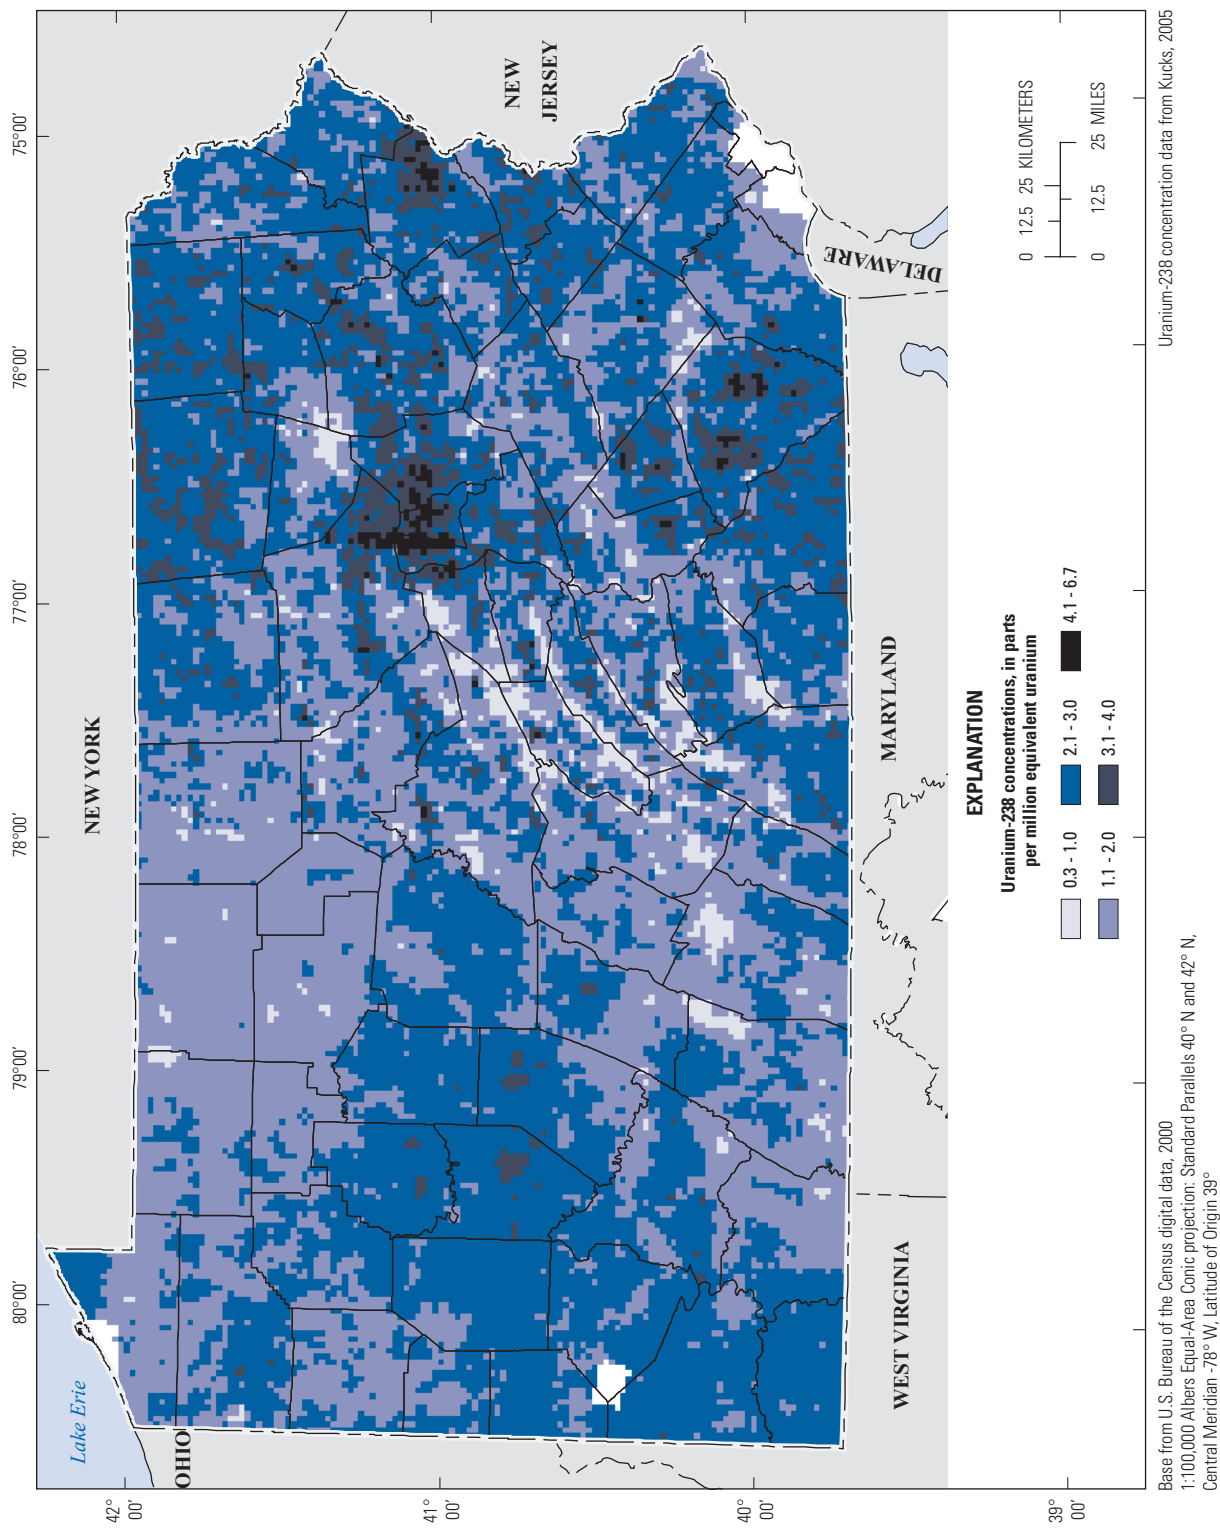 80°00'
79°00'
78°00'
77°00'
76°00'
75°00'
42°
00'
41°
00'
40°
00'
39°
00'
Lake Erie
OHIO
NEW YORK
NEW
JERSEY
DELAWARE
MARYLAND
WEST VIRGINIA
EXPLANATION
Uranium-238 concentrations, in parts
per million equivalent uranium
0.3 - 1.0
1.1 - 2.0
2.1 - 3.0
3.1 - 4.0
4.1 - 6.7
0 12.5 25 KILOMETERS
0 12.5 25 MILES
Base from U.S. Bureau of the Census digital data, 2000
1:100,000 Albers Equal-Area Conic projection: Standard Parallels 40° N and 42° N,
Central Meridian -78° W, Latitude of Origin 39°
Uranium-238 concentration data from Kucks, 2005